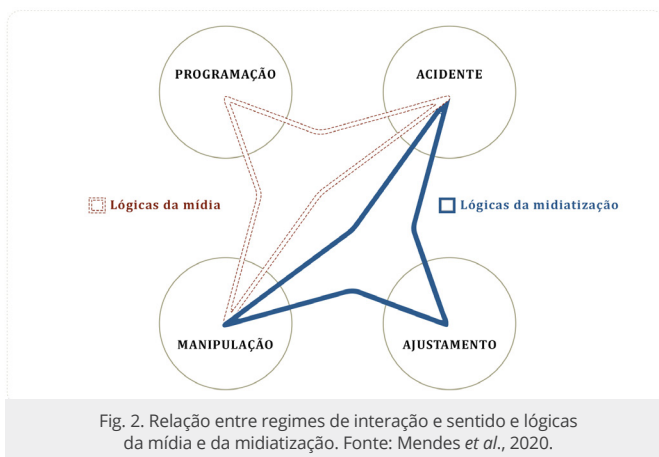 PROGRAMAÇÃO
ACIDENTE
Lógicas da mídia
Lógicas da midiatização
MANIPULAÇÃO
AJUSTAMENTO
Fig. 2. Relação entre regimes de interação e sentido e lógicas
da mídia e da midiatização. Fonte: Mendes et al., 2020.